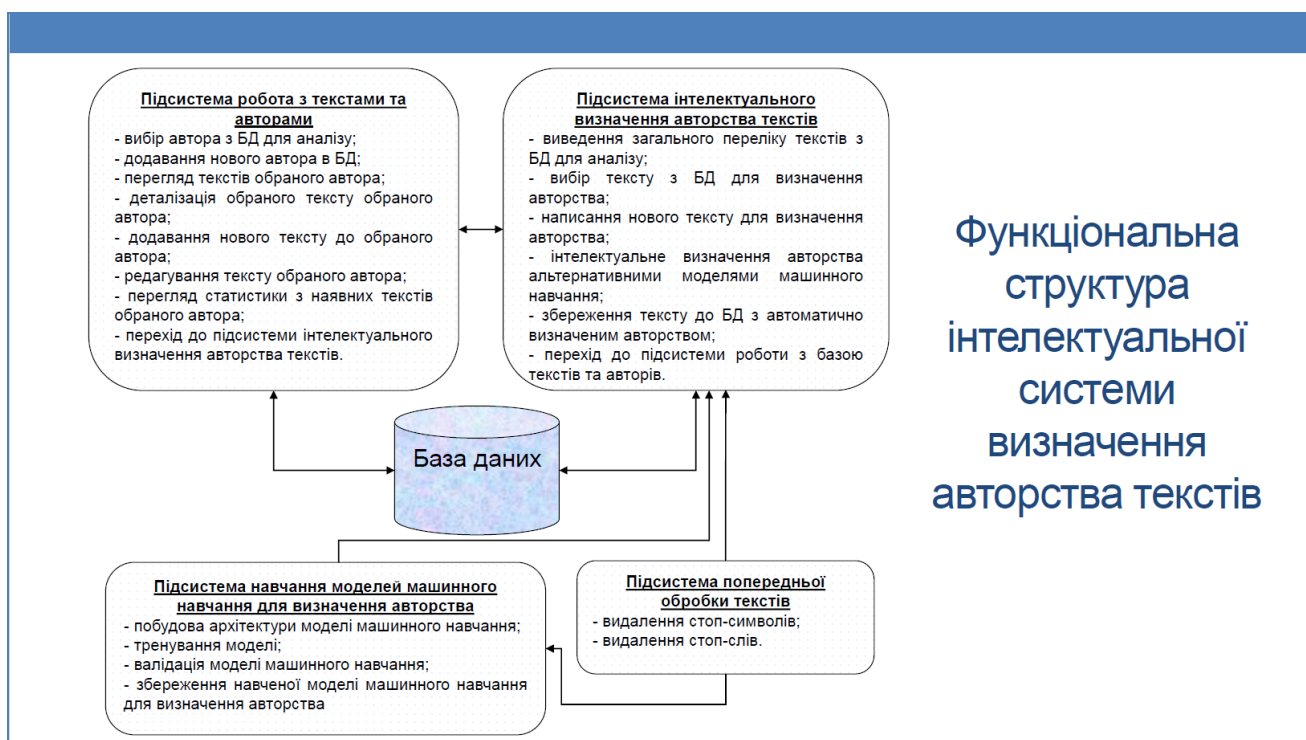 Підсистема робота з текстами та
авторами
- вибір автора з БД для аналізу;
- додавання нового автора в БД;
- перегляд текстів обраного автора;
- деталізація обраного тексту обраного
автора;
- додавання нового тексту до обраного
автора;
- редагування тексту обраного автора;
- перегляд статистики з наявних текстів
обраного автора;
- перехід до підсистеми інтелектуального
визначення авторства текстів.
Підсистема інтелектуального
визначення авторства текстів
- виведення загального переліку текстів з
БД для аналізу;
- вибір тексту з БД для визначення
авторства;
- написання нового тексту для визначення
авторства;
- інтелектуальне визначення авторства
альтернативними моделями машинного
навчання;
- збереження тексту до БД з автоматично
визначеним авторством;
- перехід до підсистеми роботи з базою
текстів та авторів.
База даних
Підсистема навчання моделей машинного
навчання для визначення авторства
- побудова архітектури моделі машинного навчання;
- тренування моделі;
- валідація моделі машинного навчання;
- збереження навченої моделі машинного навчання
для визначення авторства
Підсистема попередньої
обробки текстів
- видалення стоп-символів;
- видалення стоп-слів.
Функціональна
структура
інтелектуальної
системи
визначення
авторства текстів